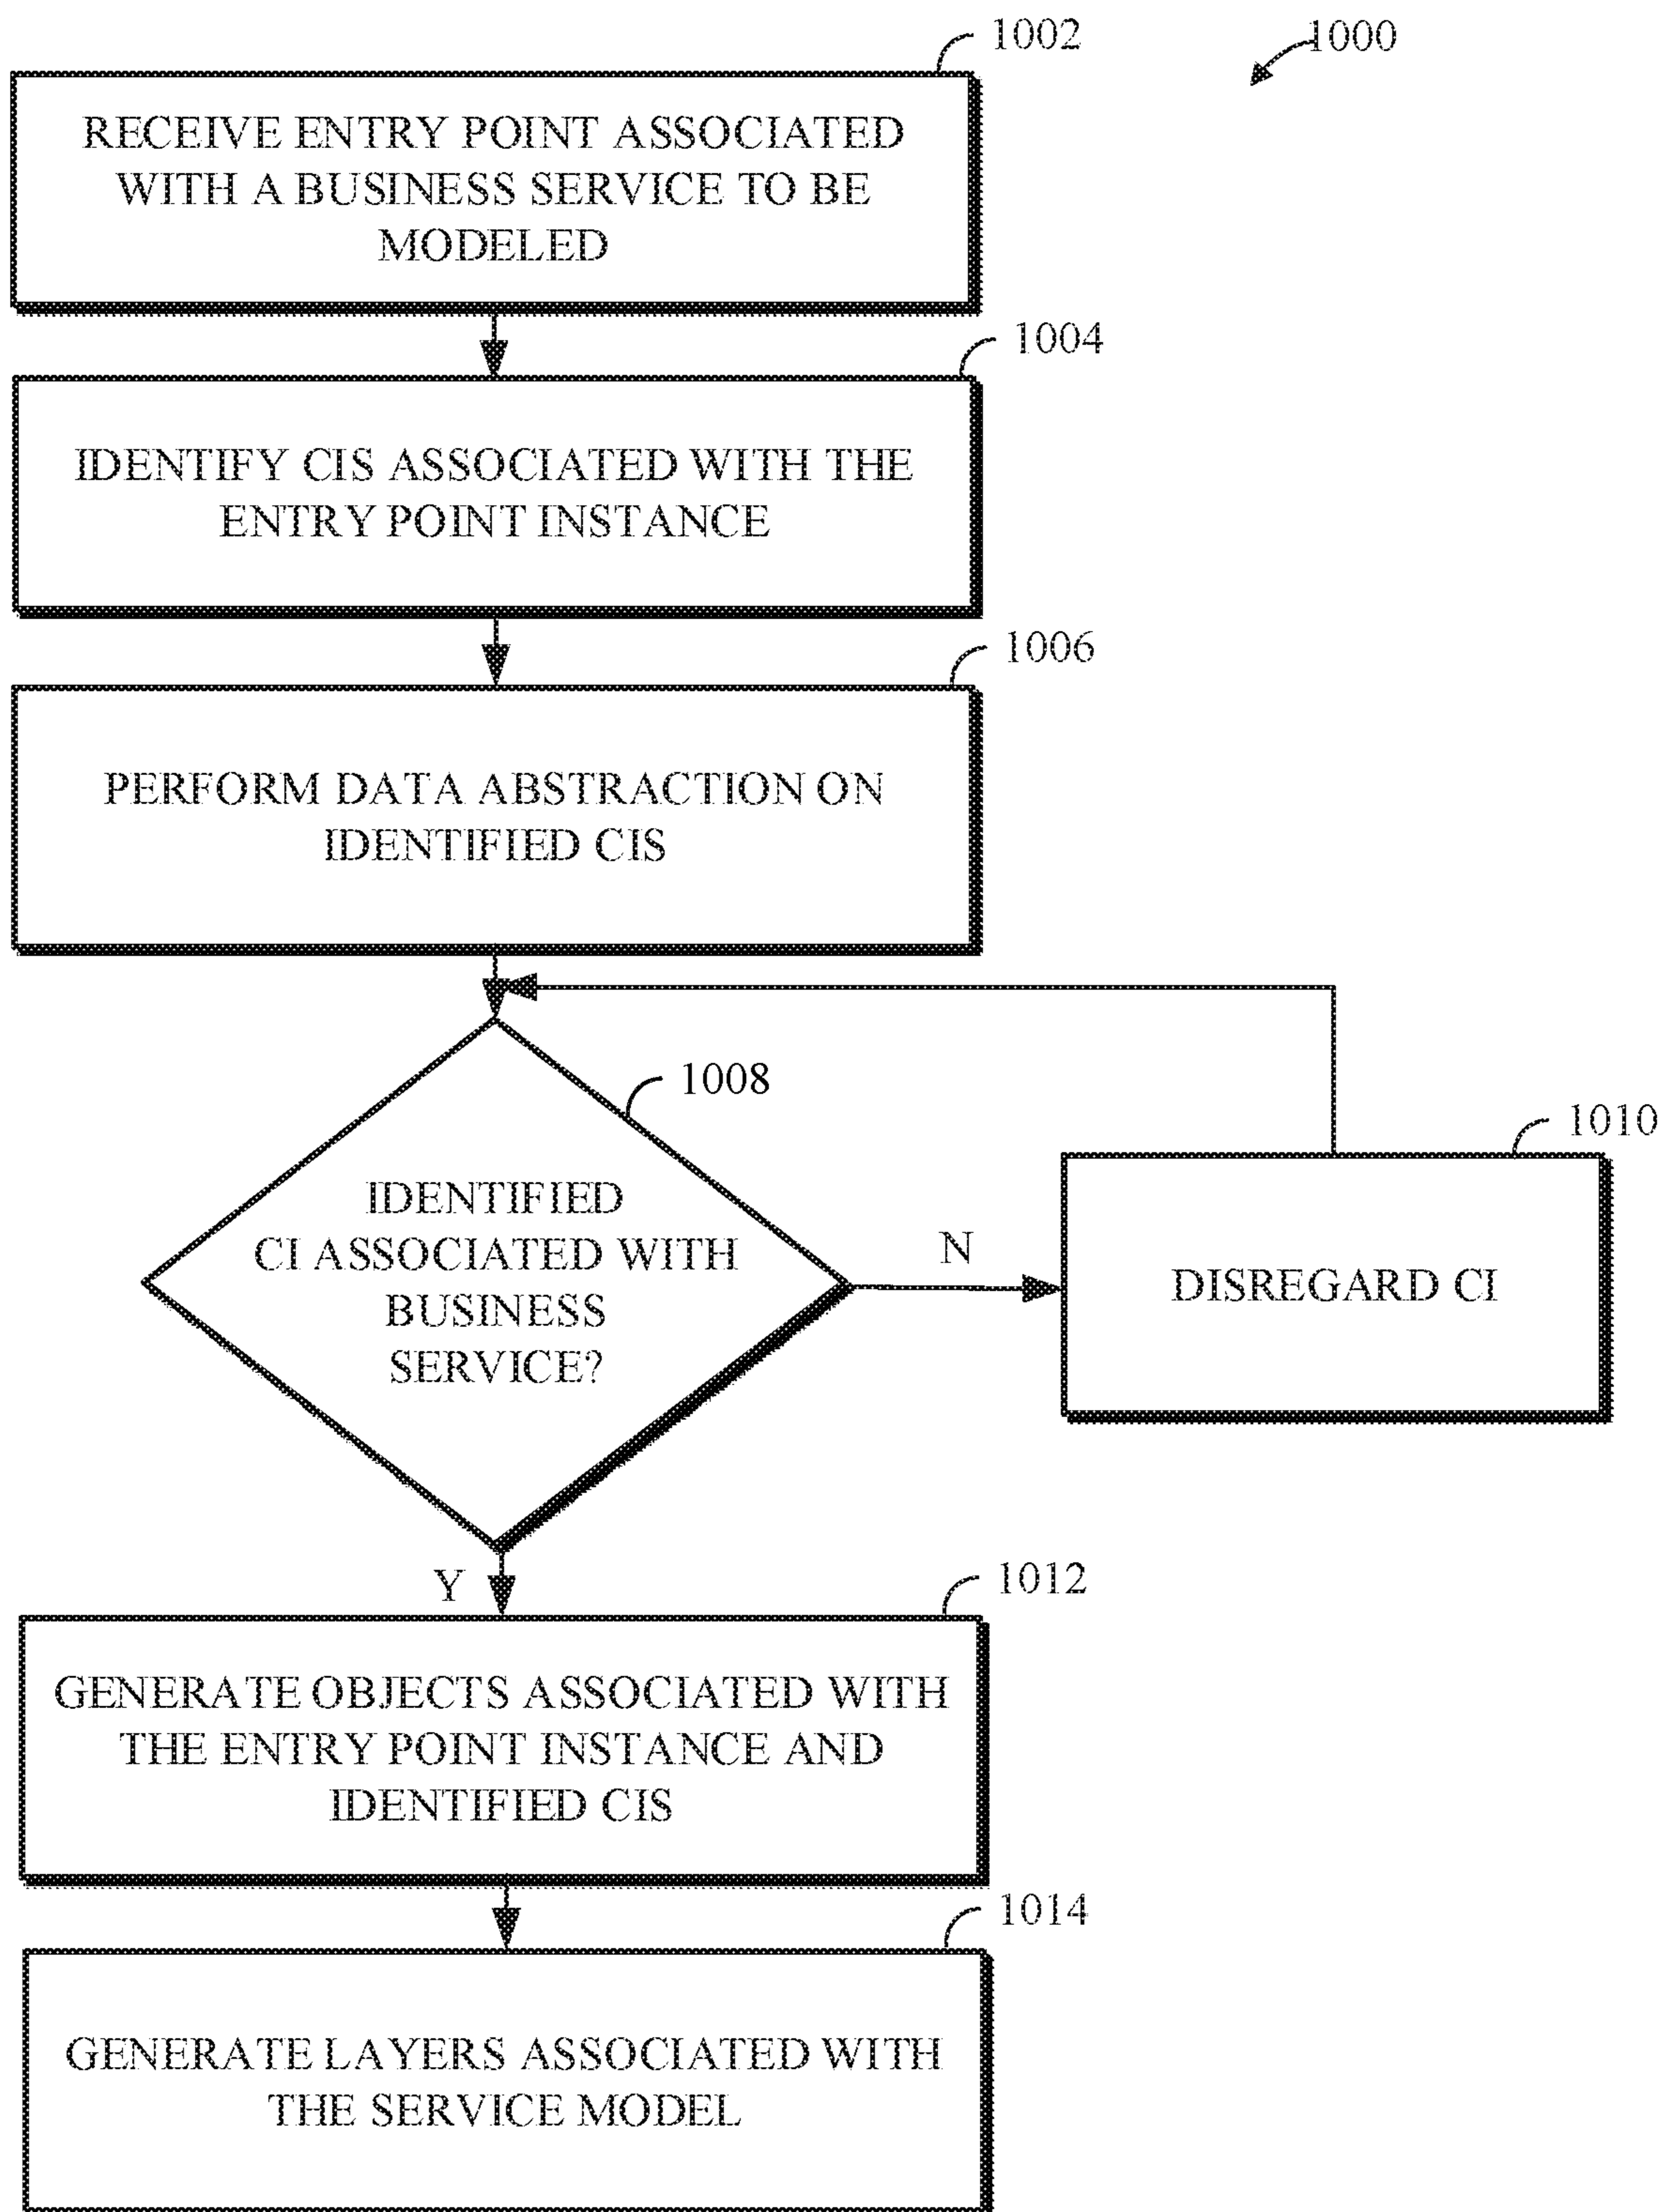 1002
1000
RECEIVE ENTRY POINT ASSOCIATED
WITH A BUSINESS SERVICE TO BE
MODELED
1004
IDENTIFY CIS ASSOCIATED WITH THE
ENTRY POINT INSTANCE
1006
PERFORM DATA ABSTRACTION ON
IDENTIFIED CIS
1008
IDENTIFIED
CI ASSOCIATED WITH
BUSINESS
SERVICE?
N
1010
DISREGARD CI
Y
1012
GENERATE OBJECTS ASSOCIATED WITH
THE ENTRY POINT INSTANCE AND
IDENTIFIED CIS
1014
GENERATE LAYERS ASSOCIATED WITH
THE SERVICE MODEL